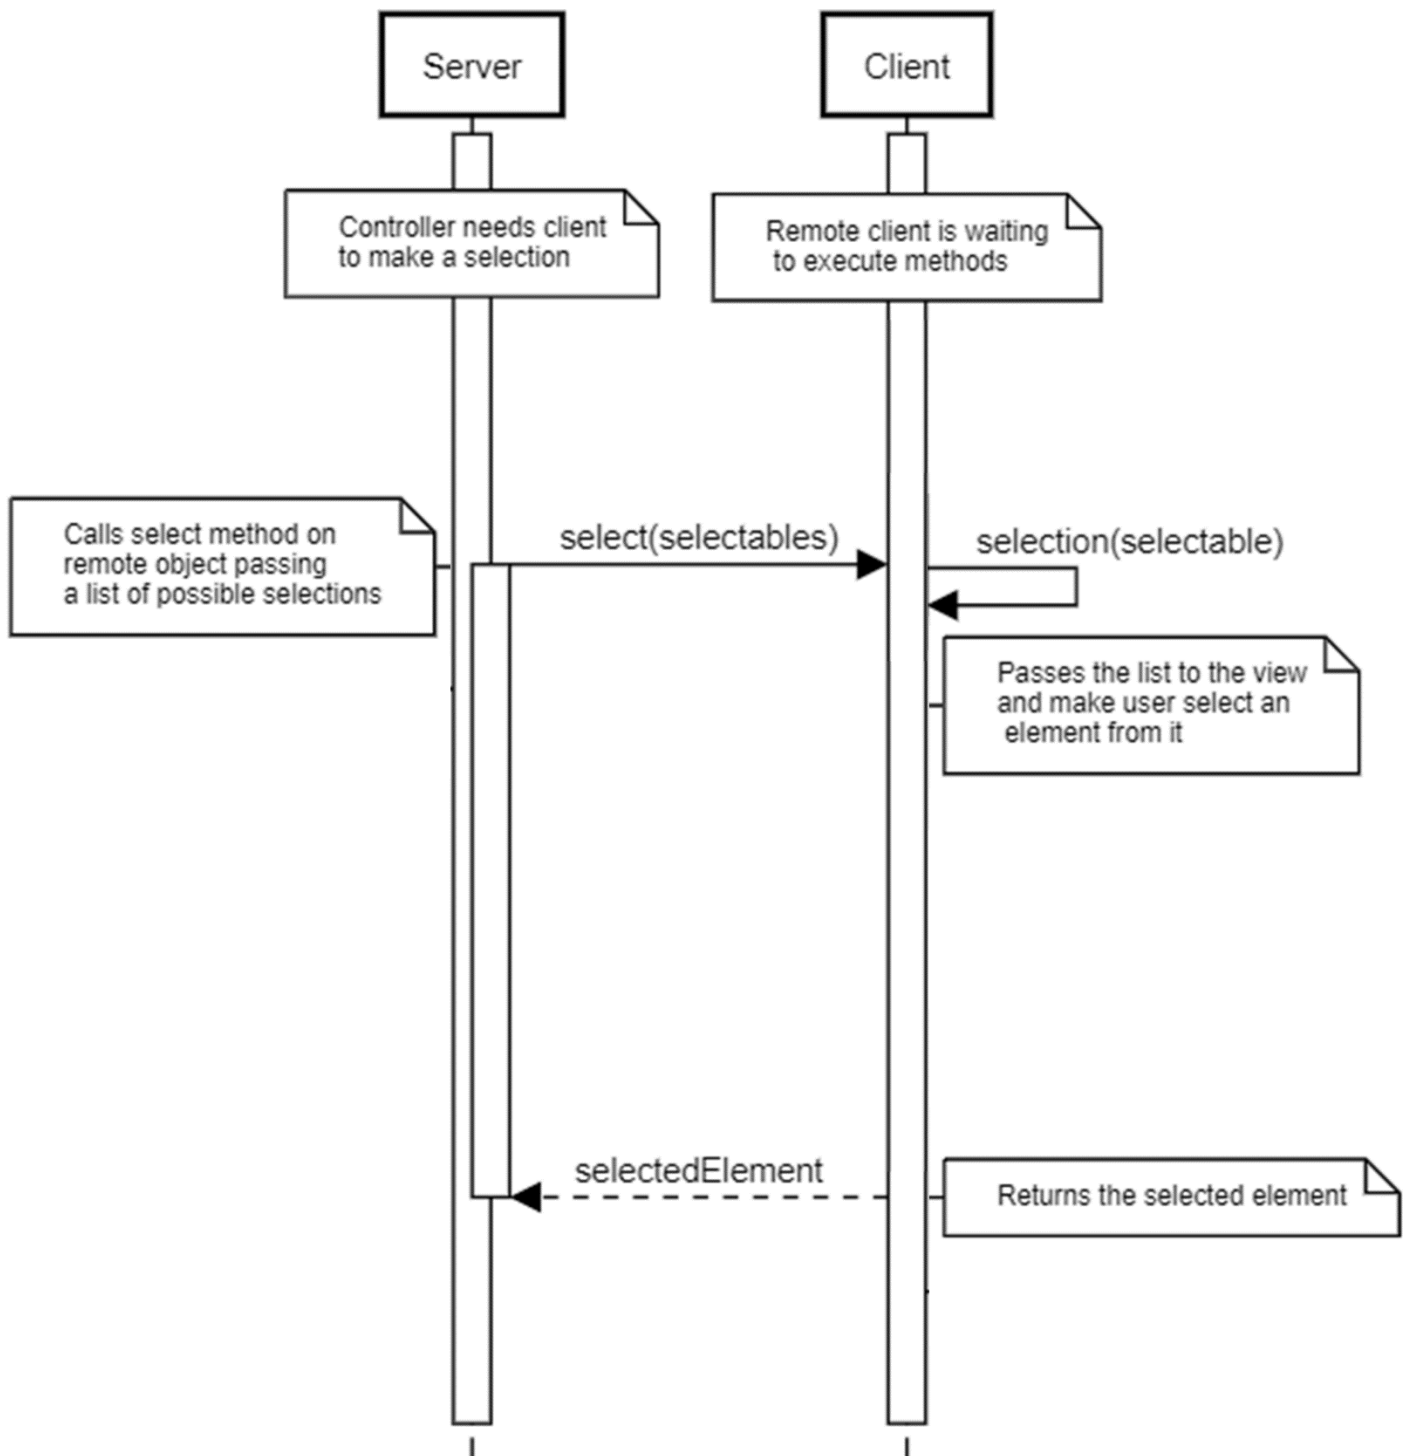 Server
Client
Controller needs client
to make a selection
Remote client is waiting
to execute methods
Calls select method on
remote object passing
a list of possible selections
select(selectables)
selection(selectable)
Passes the list to the view
and make user select an
element from it
selectedElement
Returns the selected element